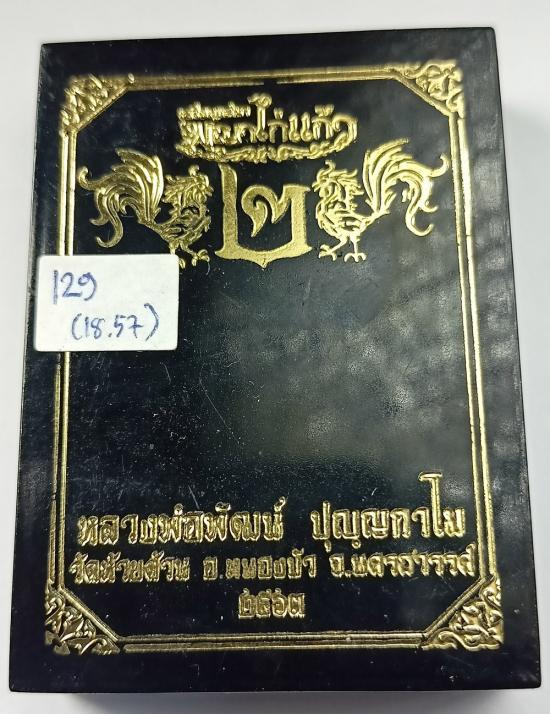 พญาไก่แก้ว
๒
129
(18.57)
หลวงพ่อพัฒน์ ปุญฺญกาโม
วัดห้วยด้วน อ.หนองบัว จ.นครสวรรค์
๒๕๖๓